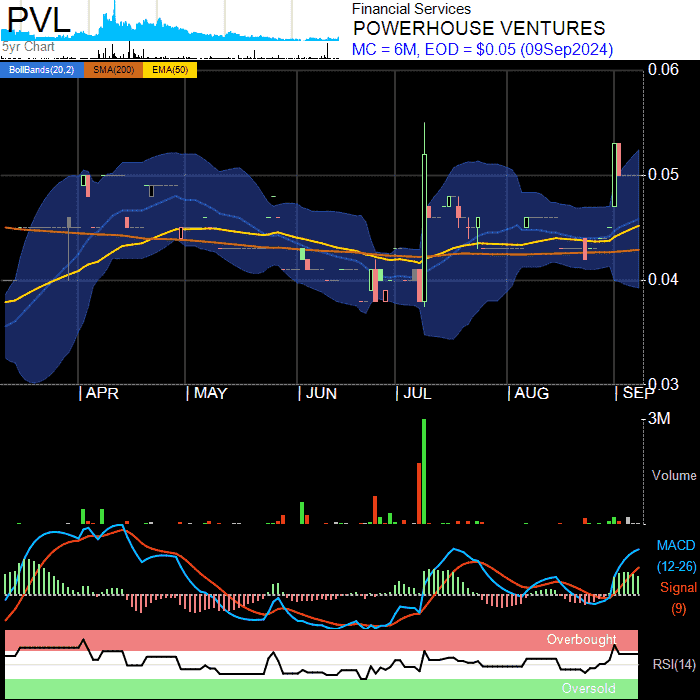 PVL
5yr Chart
Financial Services
POWERHOUSE VENTURES
MC = 6M, EOD = $0.05 (09Sep2024)
BollBands(20,2) SMA(200) EMA(50)
0.06
0.05
0.04
0.03
| APR | MAY | JUN | JUL | AUG | SEP
3M
Volume
MACD
(12-26)
Signal
(9)
Overbought
RSI(14)
Oversold